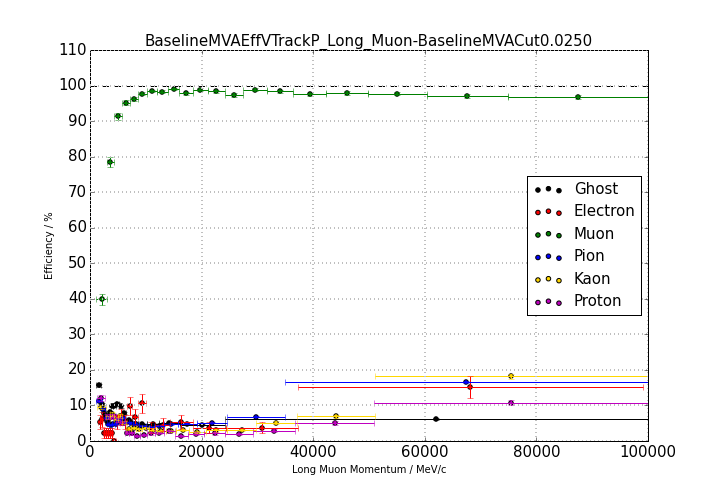 BaselineMVAEffVTrackP_Long_Muon-BaselineMVACut0.0250
110
100
90
80
70
60
50
40
30
20
10
0
Efficiency / %
Ghost
Electron
Muon
Pion
Kaon
Proton
0
20000
40000
60000
80000
100000
Long Muon Momentum / MeV/c